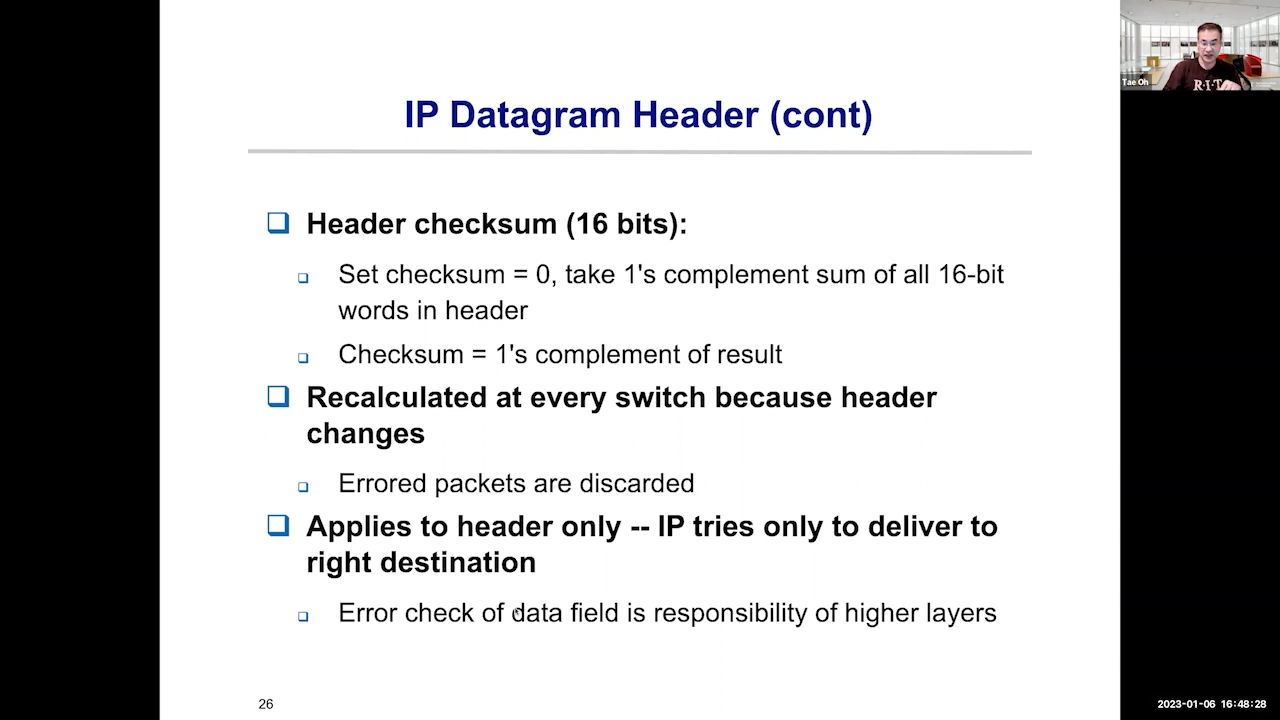 IP Datagram Header (cont)
Header checksum (16 bits):
Set checksum = 0, take 1's complement sum of all 16-bit
words in header
Checksum = 1's complement of result
Recalculated at every switch because header
changes
Errored packets are discarded
Applies to header only -- IP tries only to deliver to
right destination
Error check of data field is responsibility of higher layers
26
Tae Oh
R·I·T
2023-01-06 16:48:28